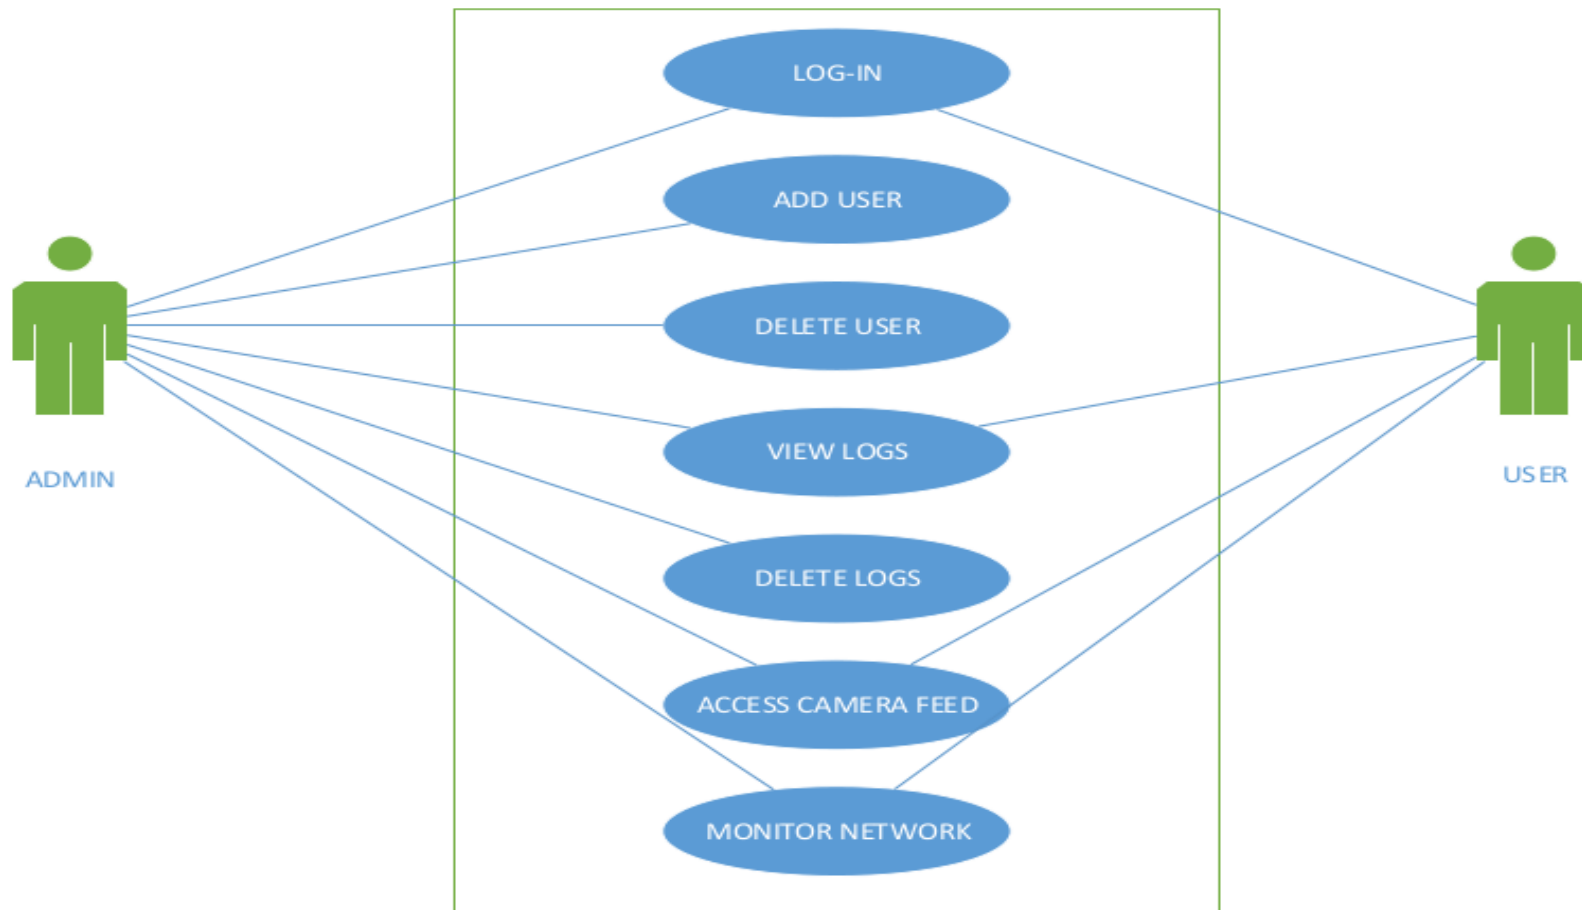 LOG-IN
ADD USER
DELETE USER
VIEW LOGS
ADMIN
USER
DELETE LOGS
ACCESS CAMERA FEED
MONITOR NETWORK